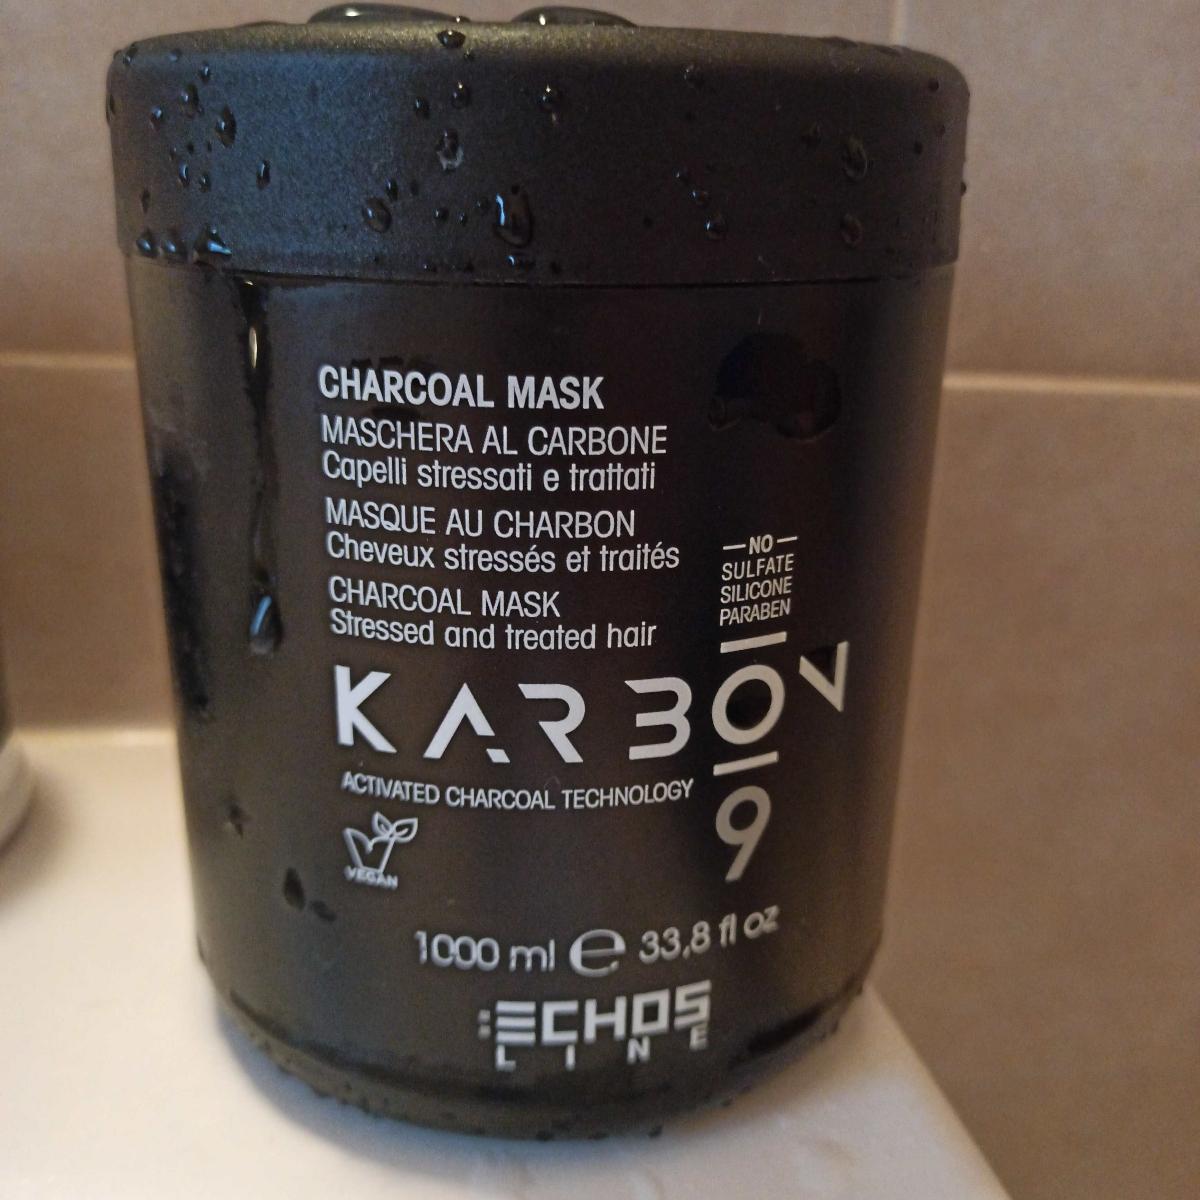 CHARCOAL MASK
MASCHERA AL CARBONE
Capelli stressati e trattati
MASQUE AU CHARBON
Cheveux stressés et traités
CHARCOAL MASK
Stressed and treated hair
NO
SULFATE
SILICONE
PARABEN
KARBON
9
ACTIVATED CHARCOAL TECHNOLOGY
VEGAN
1000 ml e 33,8 fl oz
ECHOS
LINE